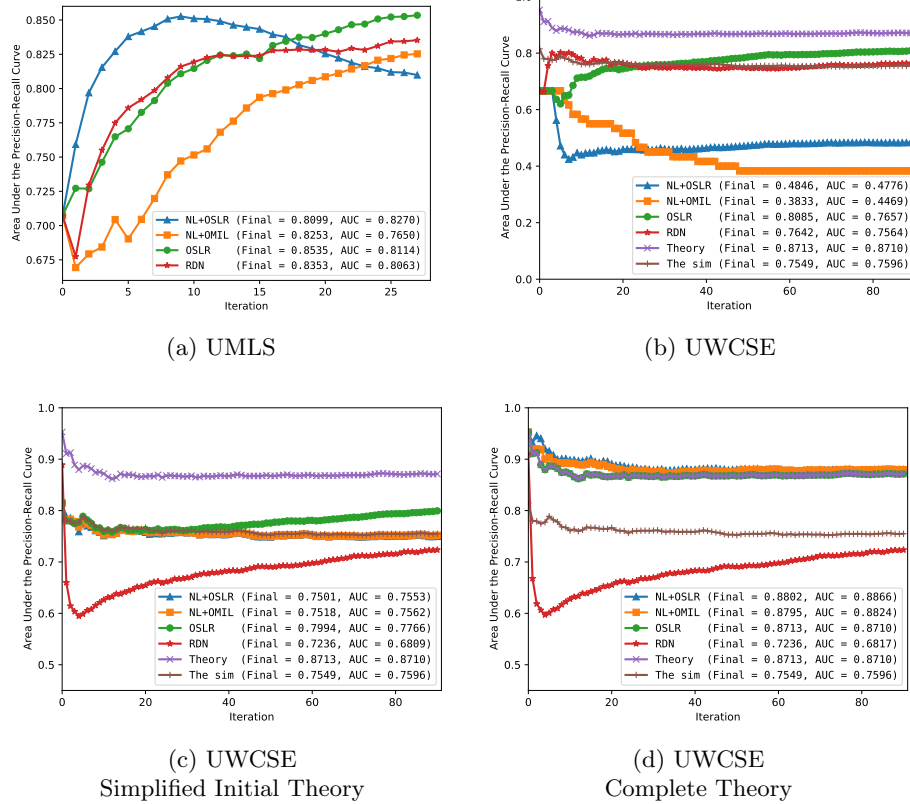 Area Under the Precision-Recall Curve
0.850
0.825
0.800
0.775
0.750
0.725
0.700
0.675
NL+OSLR (Final = 0.8099, AUC = 0.8270)
NL+OMIL (Final = 0.8253, AUC = 0.7650)
OSLR (Final = 0.8535, AUC = 0.8114)
RDN (Final = 0.8353, AUC = 0.8063)
0 5 10 15 20 25
Iteration
(a) UMLS
Area Under the Precision-Recall Curve
0.8
0.6
0.4
0.2
0.0
NL+OSLR (Final = 0.4846, AUC = 0.4776)
NL+OMIL (Final = 0.3833, AUC = 0.4469)
OSLR (Final = 0.8085, AUC = 0.7657)
RDN (Final = 0.7642, AUC = 0.7564)
Theory (Final = 0.8713, AUC = 0.8710)
The sim (Final = 0.7549, AUC = 0.7596)
0 20 40 60 80
Iteration
(b) UWCSE
Area Under the Precision-Recall Curve
1.0
0.9
0.8
0.7
0.6
0.5
NL+OSLR (Final = 0.7501, AUC = 0.7553)
NL+OMIL (Final = 0.7518, AUC = 0.7562)
OSLR (Final = 0.7994, AUC = 0.7766)
RDN (Final = 0.7236, AUC = 0.6809)
Theory (Final = 0.8713, AUC = 0.8710)
The sim (Final = 0.7549, AUC = 0.7596)
0 20 40 60 80
Iteration
(c) UWCSE
Simplified Initial Theory
Area Under the Precision-Recall Curve
1.0
0.9
0.8
0.7
0.6
0.5
NL+OSLR (Final = 0.8802, AUC = 0.8866)
NL+OMIL (Final = 0.8795, AUC = 0.8824)
OSLR (Final = 0.8713, AUC = 0.8710)
RDN (Final = 0.7236, AUC = 0.6817)
Theory (Final = 0.8713, AUC = 0.8710)
The sim (Final = 0.7549, AUC = 0.7596)
0 20 40 60 80
Iteration
(d) UWCSE
Complete Theory